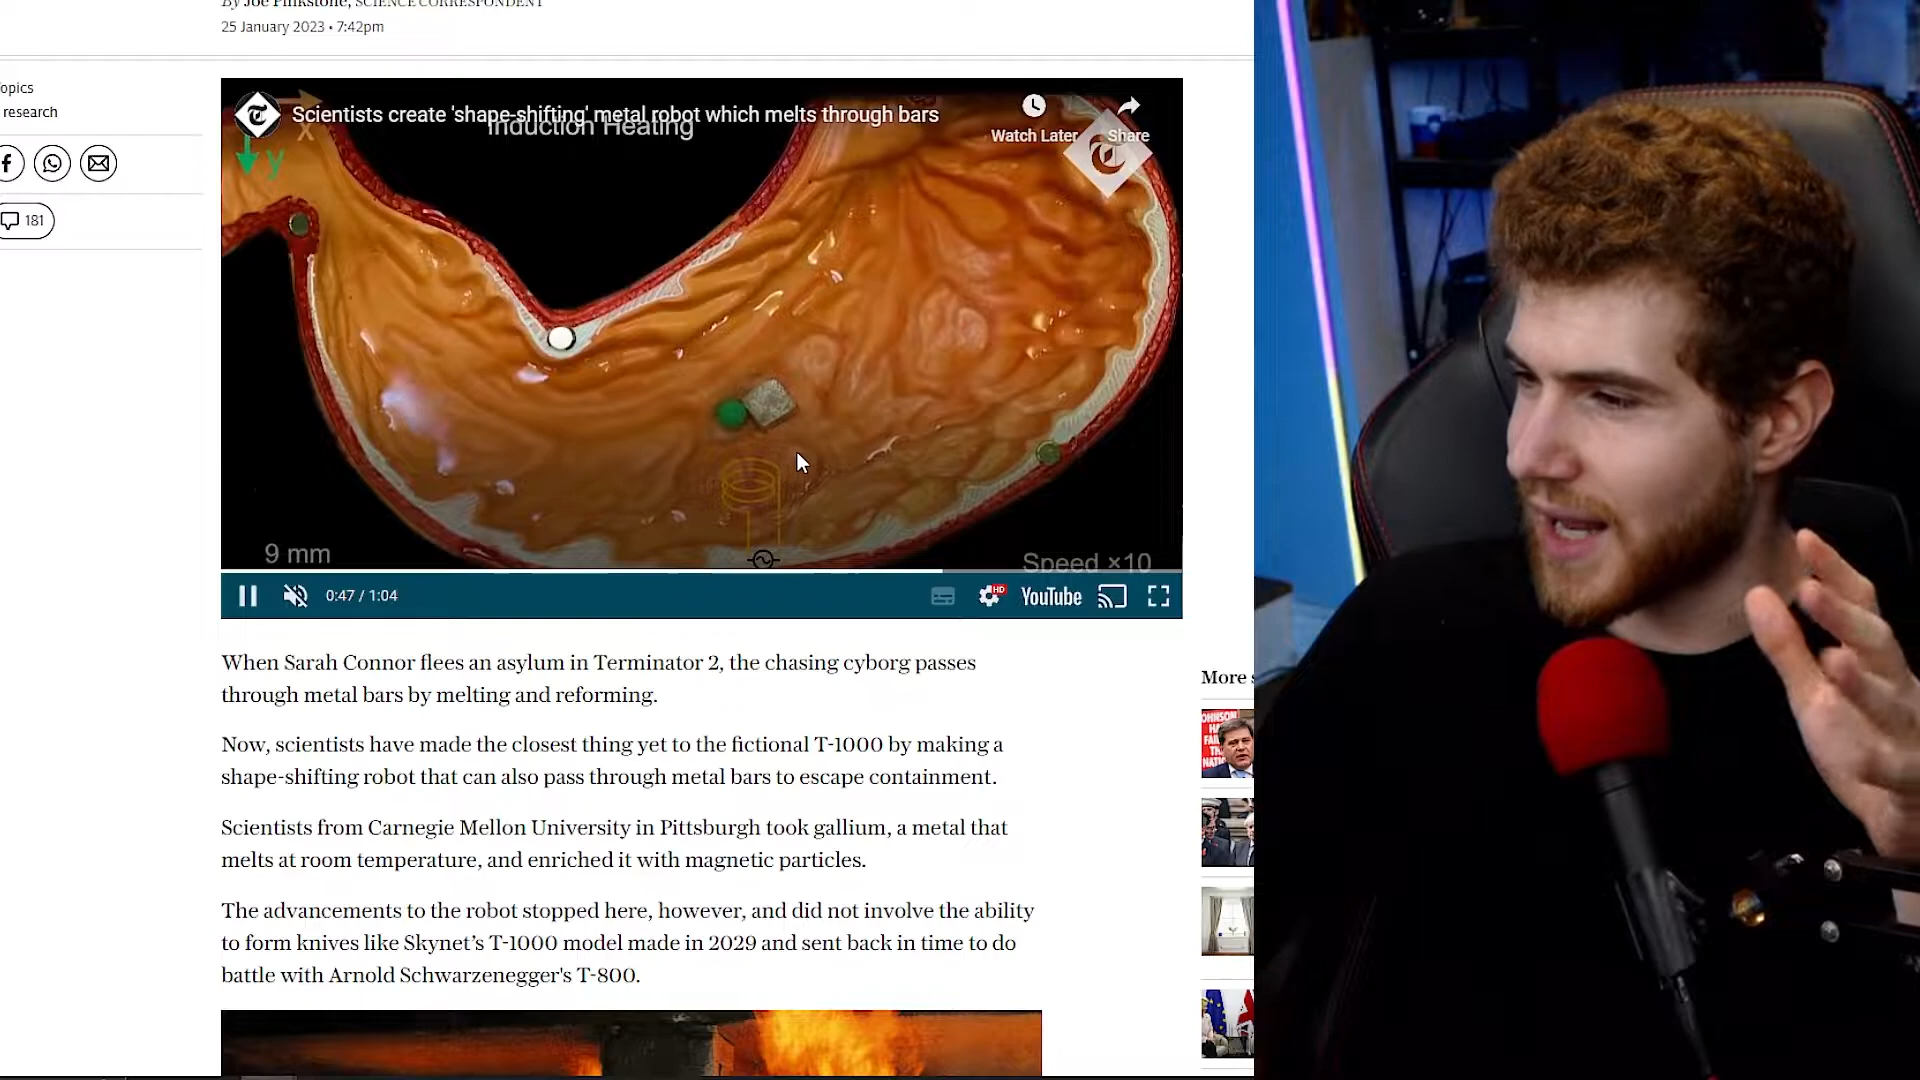 By Joe Pinkstone, SCIENCE CORRESPONDENT
25 January 2023 • 7:42pm
opics
research
181
Scientists create 'shape-shifting' metal robot which melts through bars
Induction Heating
Watch Later
Share
x
y
9 mm
Speed ×10
0:47 / 1:04
HD
YouTube
When Sarah Connor flees an asylum in Terminator 2, the chasing cyborg passes
through metal bars by melting and reforming.
Now, scientists have made the closest thing yet to the fictional T-1000 by making a
shape-shifting robot that can also pass through metal bars to escape containment.
Scientists from Carnegie Mellon University in Pittsburgh took gallium, a metal that
melts at room temperature, and enriched it with magnetic particles.
The advancements to the robot stopped here, however, and did not involve the ability
to form knives like Skynet’s T-1000 model made in 2029 and sent back in time to do
battle with Arnold Schwarzenegger's T-800.
More s